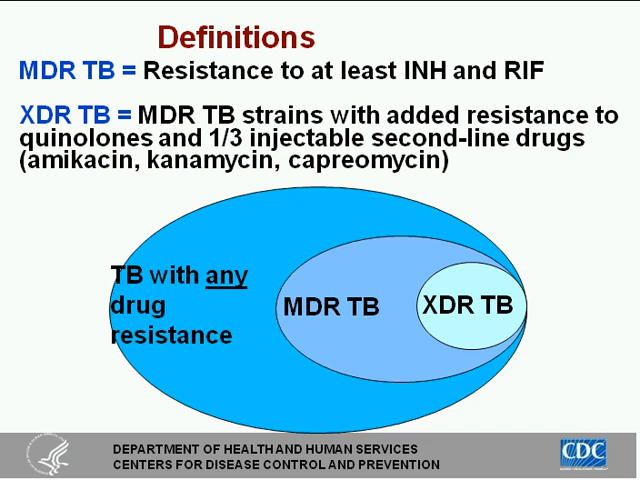 Definitions
MDR TB = Resistance to at least INH and RIF
XDR TB = MDR TB strains with added resistance to
quinolones and 1/3 injectable second-line drugs
(amikacin, kanamycin, capreomycin)
TB with any
drug
resistance
MDR TB
XDR TB
DEPARTMENT OF HEALTH AND HUMAN SERVICES
CENTERS FOR DISEASE CONTROL AND PREVENTION
CDC